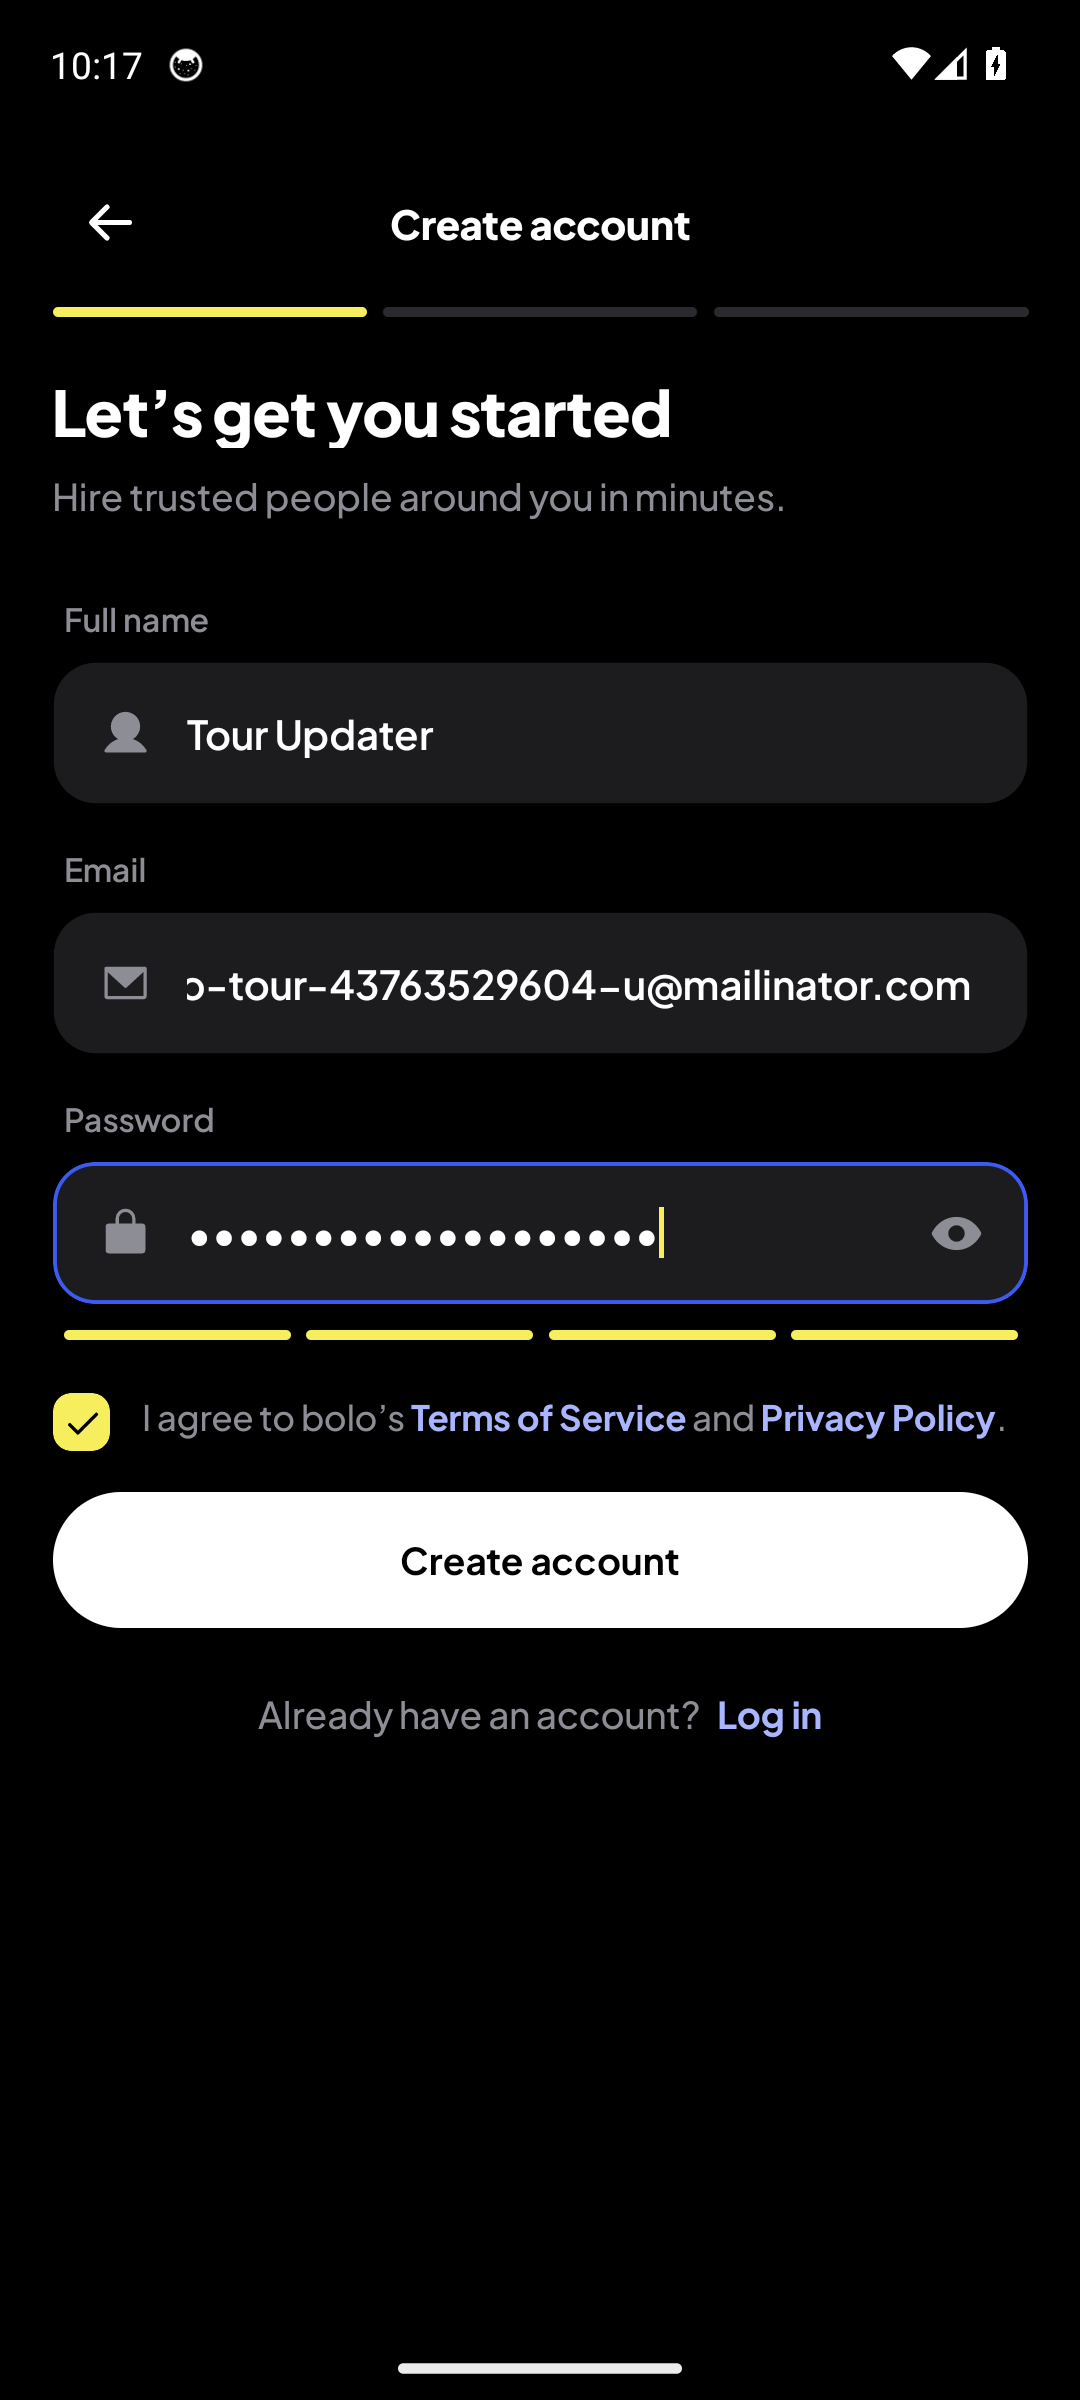 10:17
Create account
Let’s get you started
Hire trusted people around you in minutes.
Full name
Tour Updater
Email
o-tour-43763529604-u@mailinator.com
Password
•••••••••••••••••••
I agree to bolo’s Terms of Service and Privacy Policy.
Create account
Already have an account? Log in